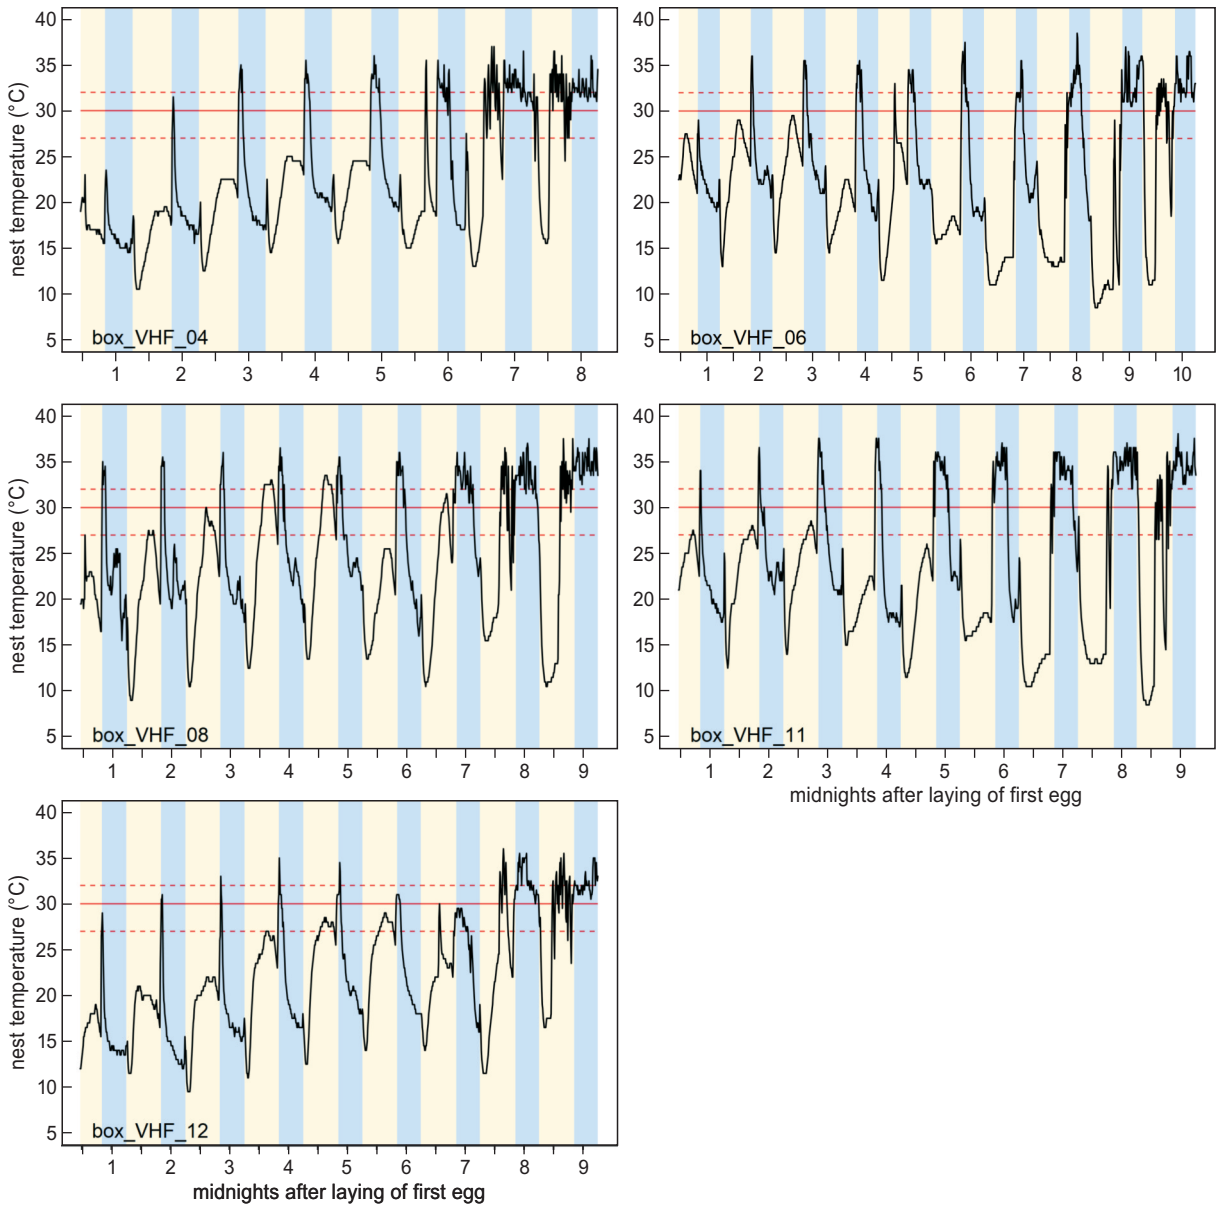 40
35
30
25
20
15
10
5
nest temperature (°C)
box_VHF_04
1 2 3 4 5 6 7 8
40
35
30
25
20
15
10
5
box_VHF_06
1 2 3 4 5 6 7 8 9 10
40
35
30
25
20
15
10
5
nest temperature (°C)
box_VHF_08
1 2 3 4 5 6 7 8 9
40
35
30
25
20
15
10
5
box_VHF_11
1 2 3 4 5 6 7 8 9
midnights after laying of first egg
40
35
30
25
20
15
10
5
nest temperature (°C)
box_VHF_12
1 2 3 4 5 6 7 8 9
midnights after laying of first egg